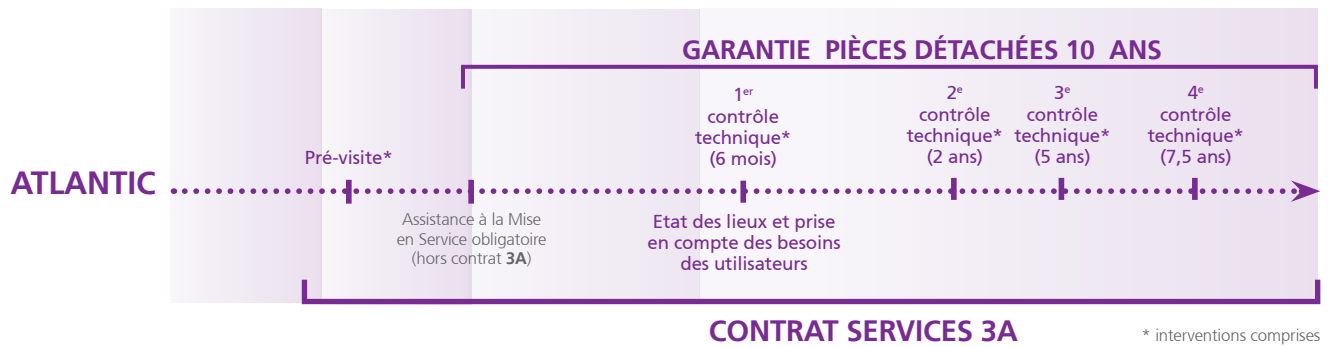 GARANTIE PIÈCES DÉTACHÉES 10 ANS
1er
contrôle
technique*
(6 mois)
2e
contrôle
technique*
(2 ans)
3e
contrôle
technique*
(5 ans)
4e
contrôle
technique*
(7,5 ans)
Pré-visite*
ATLANTIC
Assistance à la Mise
en Service obligatoire
(hors contrat 3A)
Etat des lieux et prise
en compte des besoins
des utilisateurs
CONTRAT SERVICES 3A
* interventions comprises